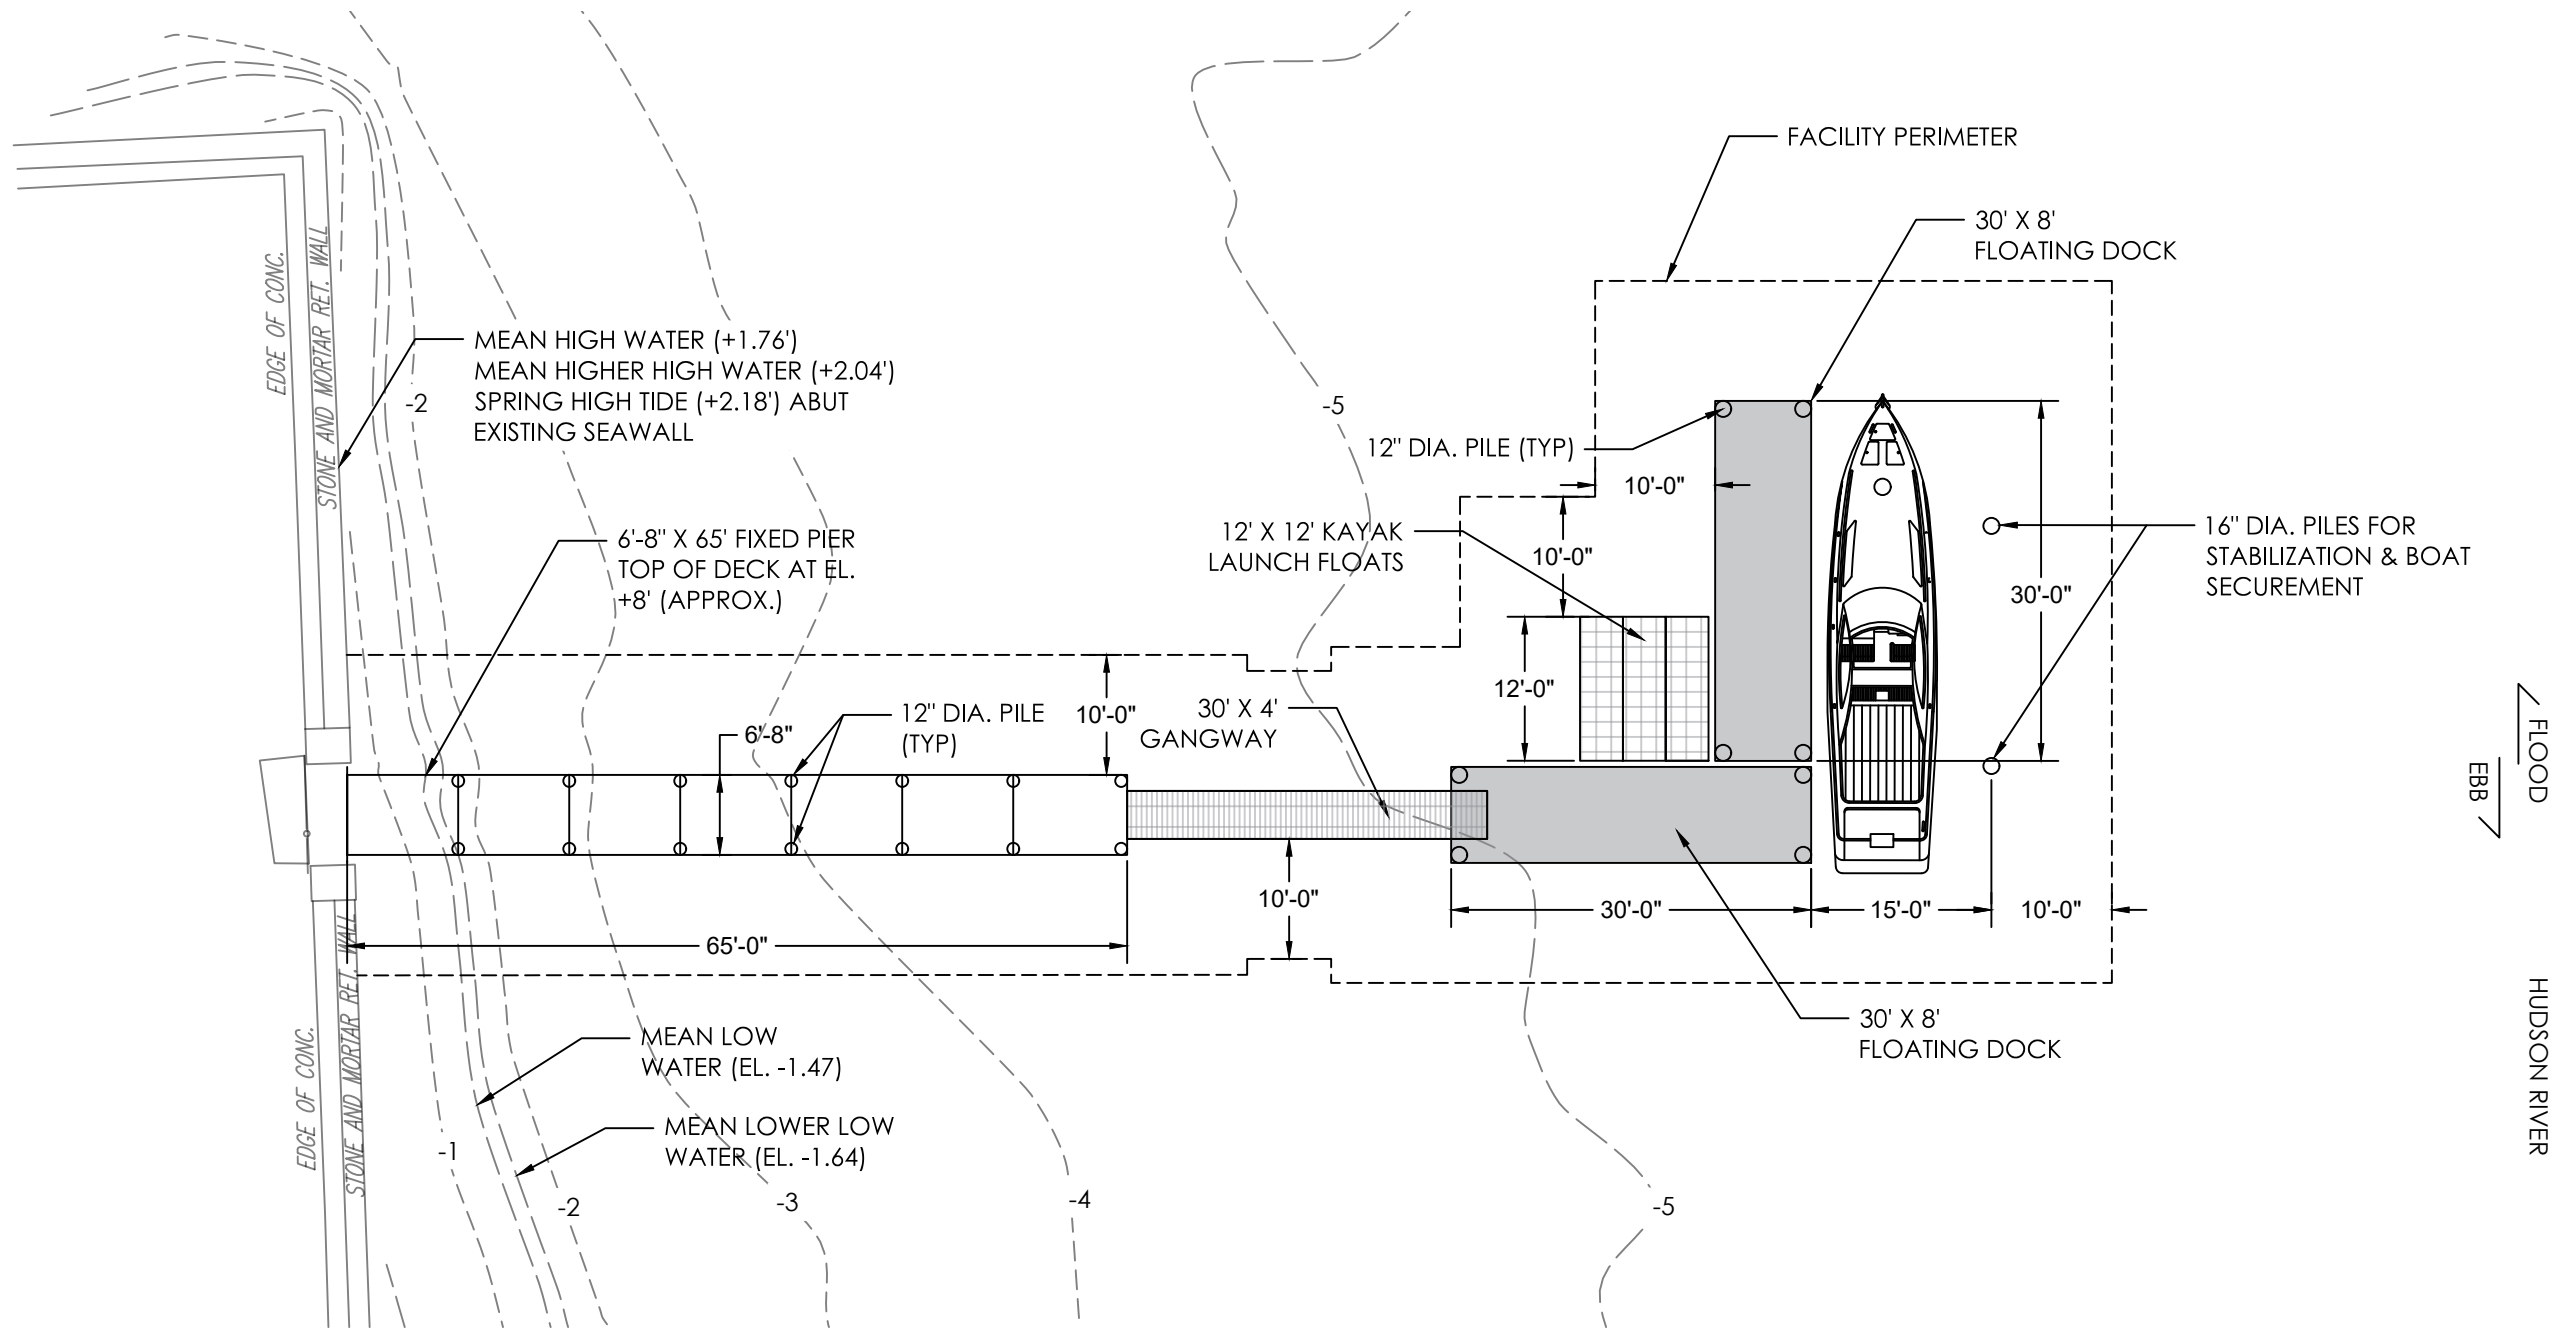 FACILITY PERIMETER
30' X 8'
FLOATING DOCK
EDGE OF CONC.
STONE AND MORTAR RET. WALL
MEAN HIGH WATER (+1.76')
MEAN HIGHER HIGH WATER (+2.04')
SPRING HIGH TIDE (+2.18') ABUT
EXISTING SEAWALL
-2
-5
12" DIA. PILE (TYP)
10'-0"
6'-8" X 65' FIXED PIER
TOP OF DECK AT EL.
+8' (APPROX.)
12' X 12' KAYAK
LAUNCH FLOATS
10'-0"
16" DIA. PILES FOR
STABILIZATION & BOAT
SECUREMENT
30'-0"
12'-0"
12" DIA. PILE
(TYP)
6'-8"
10'-0"
30' X 4'
GANGWAY
FLOOD
EBB
10'-0"
30'-0"
15'-0"
10'-0"
65'-0"
STONE AND MORTAR RET. WALL
EDGE OF CONC.
30' X 8'
FLOATING DOCK
MEAN LOW
WATER (EL. -1.47)
MEAN LOWER LOW
WATER (EL. -1.64)
-1
-2
-3
-4
-5
HUDSON RIVER